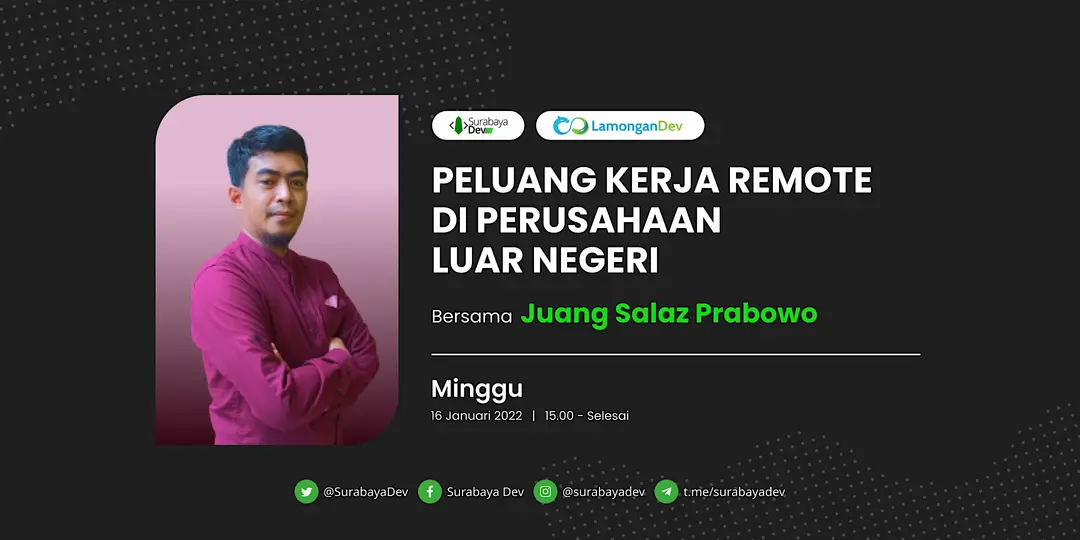 Surabaya
Dev
LamonganDev
PELUANG KERJA REMOTE
DI PERUSAHAAN
LUAR NEGERI
Bersama Juang Salaz Prabowo
Minggu
16 Januari 2022 | 15.00 - Selesai
@SurabayaDev Surabaya Dev @surabayadev t.me/surabayadev